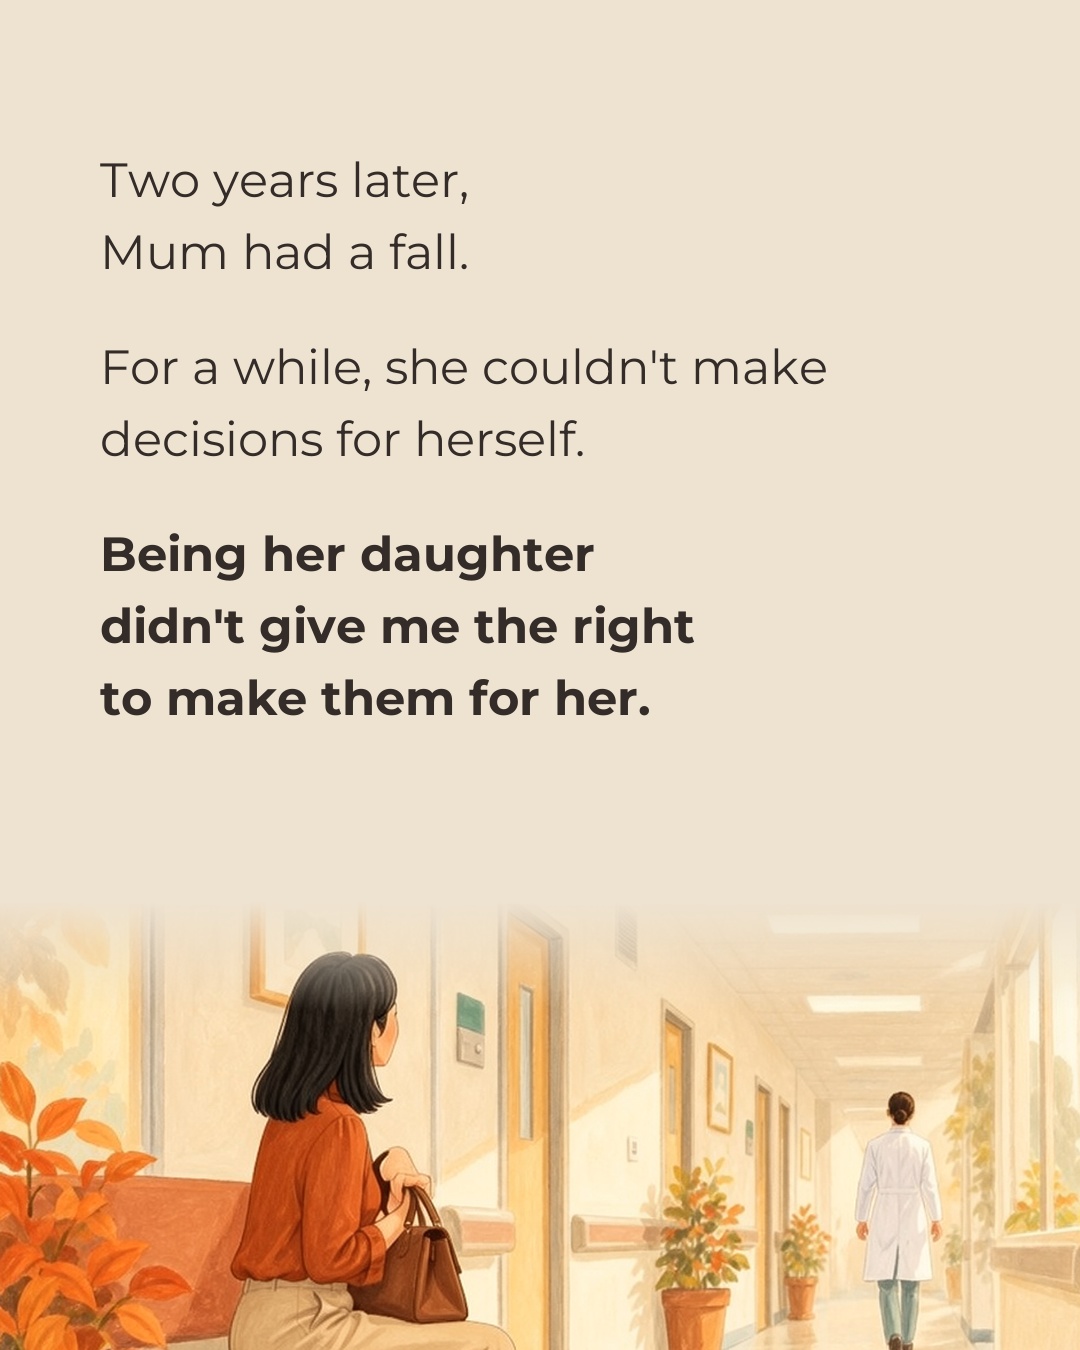 Two years later,
Mum had a fall.
For a while, she couldn't make
decisions for herself.
Being her daughter
didn't give me the right
to make them for her.